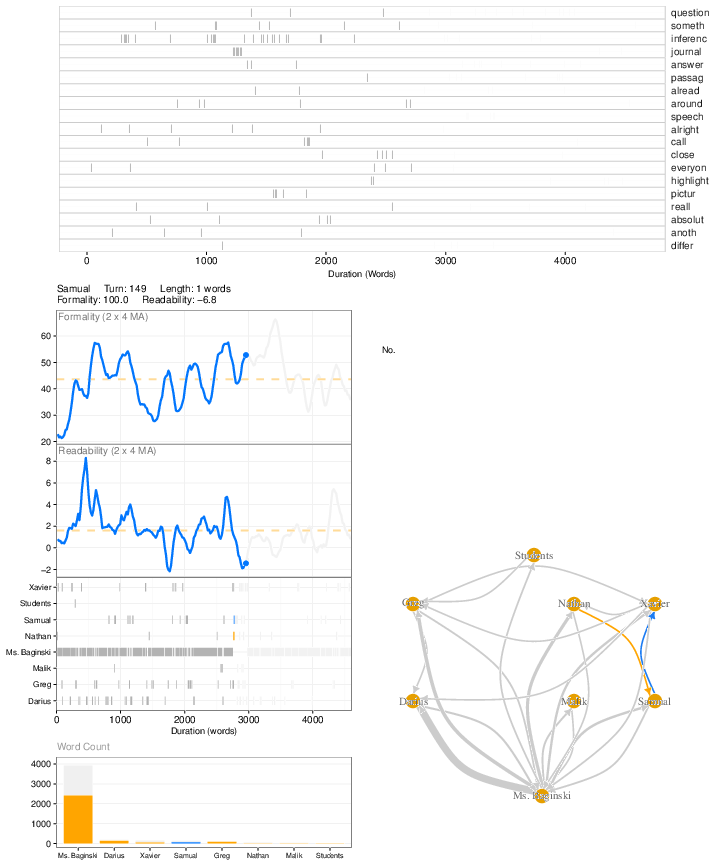 question
someth
inferenc
journal
answer
passag
alread
around
speech
alright
call
close
everyon
highlight
pictur
reall
absolut
anoth
differ
0 1000 2000 3000 4000
Duration (Words)
Samual Turn: 149 Length: 1 words
Formality: 100.0 Readability: −6.8
Formality (2 x 4 MA)
60
50
40
30
20
No.
Readability (2 x 4 MA)
8
6
4
2
0
−2
Xavier
Students
Samual
Nathan
Ms. Baginski
Malik
Greg
Darius
0 1000 2000 3000 4000
Duration (words)
Students
Greg Nathan Xavier
Darius Malik Samual
Ms. Baginski
Word Count
4000
3000
2000
1000
0
Ms. Baginski Darius Xavier Samual Greg Nathan Malik Students